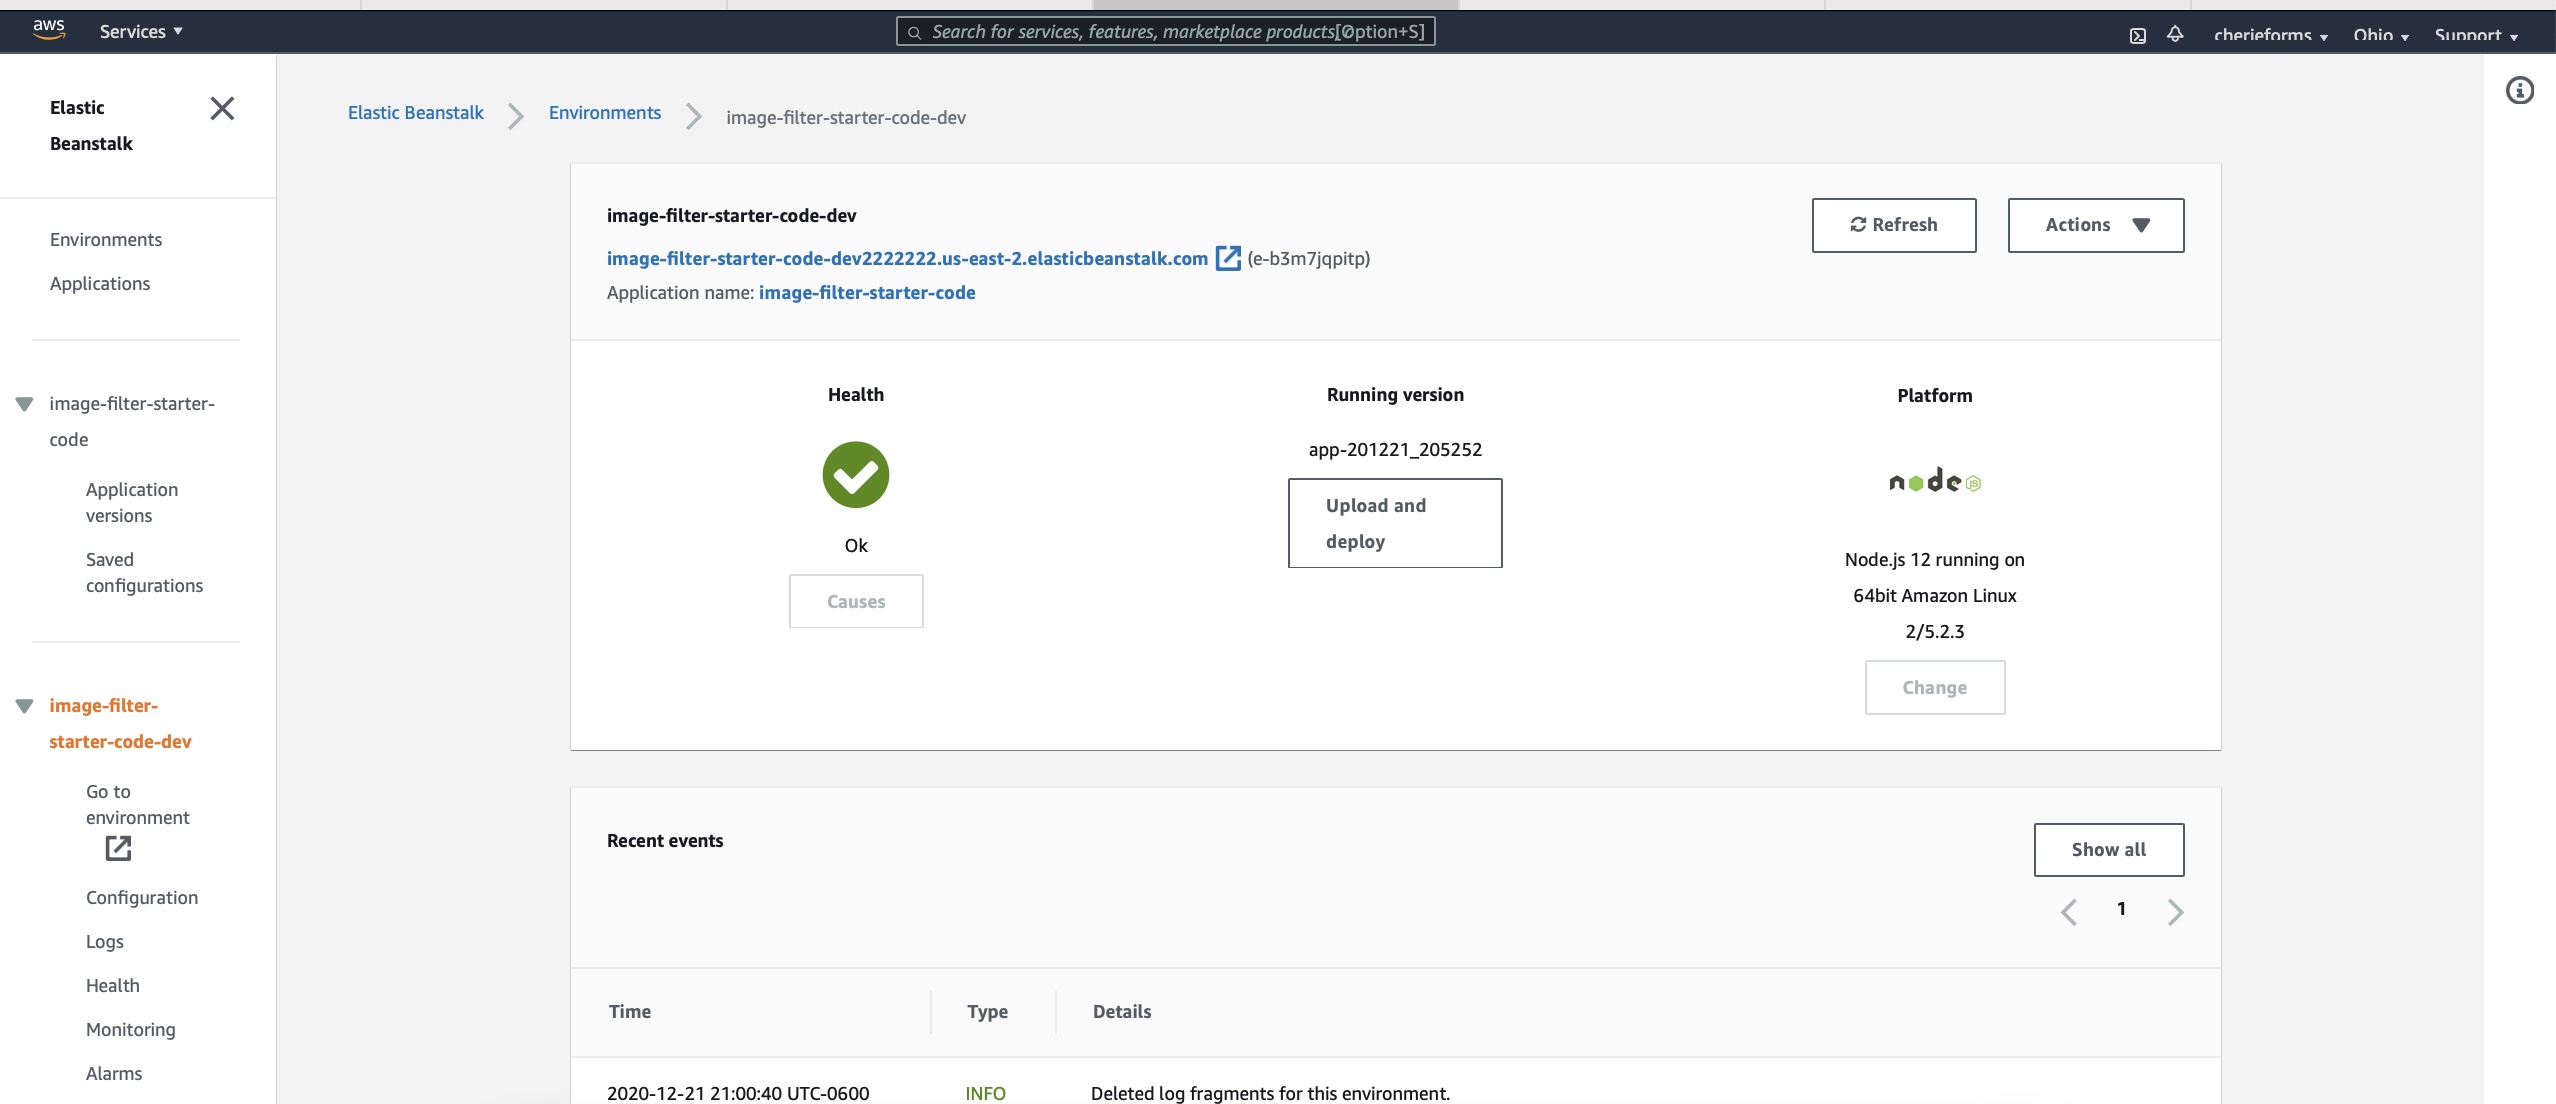 aws
Services
Search for services, features, marketplace products
[Option+S]
cherieforms
Ohio
Support
Elastic
Beanstalk
Environments
Applications
image-filter-starter-
code
Application
versions
Saved
configurations
image-filter-
starter-code-dev
Go to
environment
Configuration
Logs
Health
Monitoring
Alarms
Elastic Beanstalk
Environments
image-filter-starter-code-dev
image-filter-starter-code-dev
image-filter-starter-code-dev2222222.us-east-2.elasticbeanstalk.com (e-b3m7jqpitp)
Application name: image-filter-starter-code
Refresh
Actions
Health
Ok
Causes
Running version
app-201221_205252
Upload and
deploy
Platform
node JS
Node.js 12 running on
64bit Amazon Linux
2/5.2.3
Change
Recent events
Show all
1
Time Type Details
2020-12-21 21:00:40 UTC-0600 INFO Deleted log fragments for this environment.